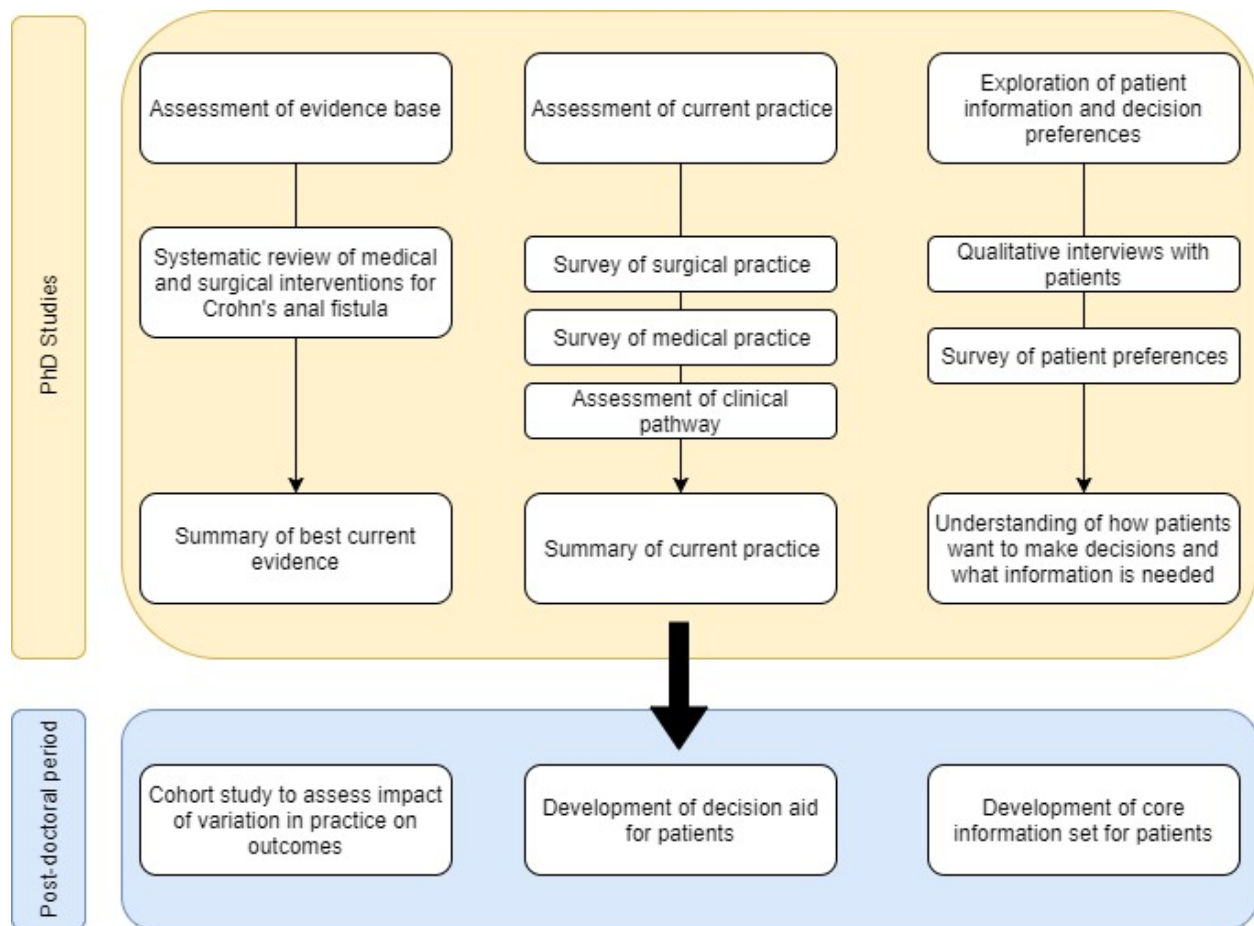 PhD Studies
Assessment of evidence base
Systematic review of medical
and surgical interventions for
Crohn's anal fistula
Summary of best current
evidence
Assessment of current practice
Survey of surgical practice
Survey of medical practice
Assessment of clinical
pathway
Summary of current practice
Exploration of patient
information and decision
preferences
Qualitative interviews with
patients
Survey of patient preferences
Understanding of how patients
want to make decisions and
what information is needed
Post-doctoral period
Cohort study to assess impact
of variation in practice on
outcomes
Development of decision aid
for patients
Development of core
information set for patients